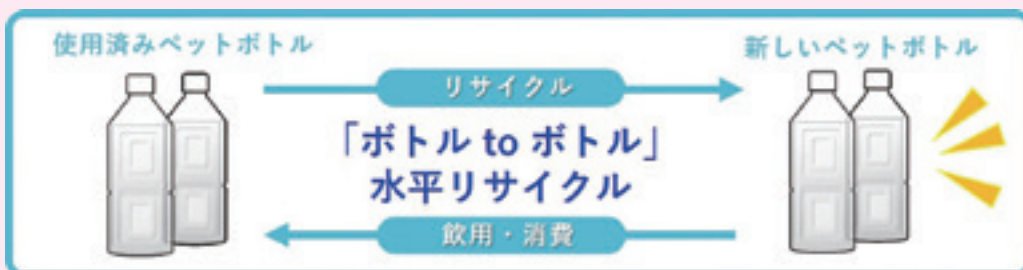 使用済みペットボトル
新しいペットボトル
リサイクル
「ボトル to ボトル」
水平リサイクル
飲用・消費